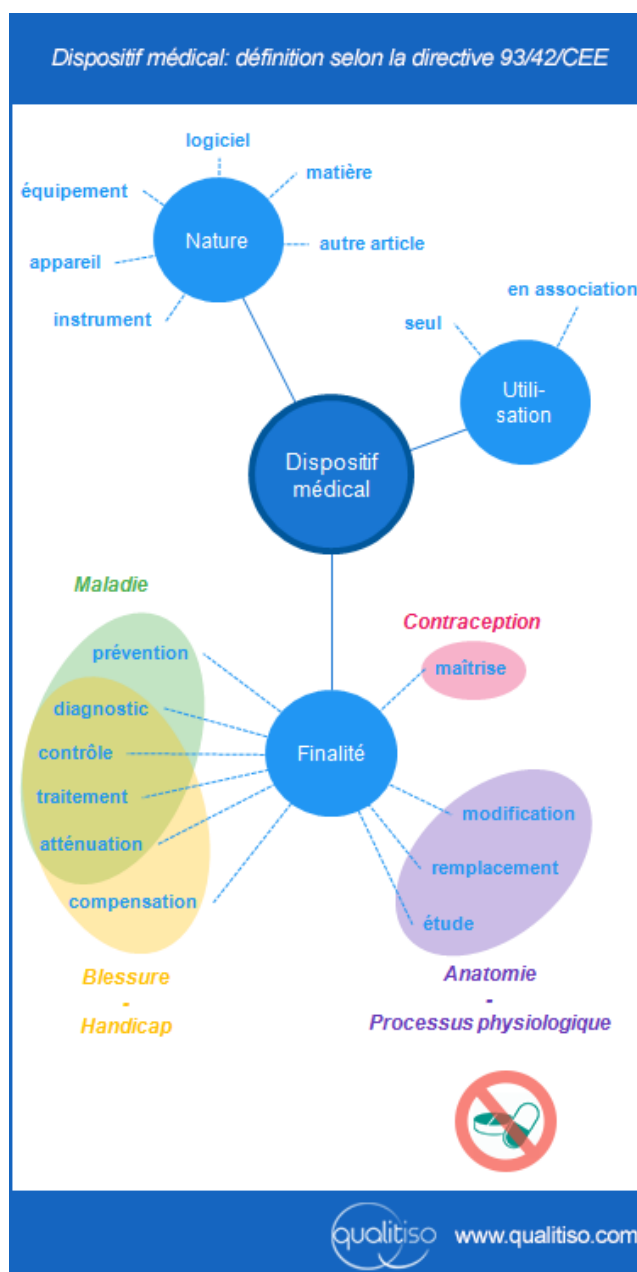 Dispositif médical: définition selon la directive 93/42/CEE
logiciel
matière
équipement
Nature
autre article
appareil
instrument
en association
seul
Utili-
sation
Dispositif
médical
Maladie
Contraception
prévention
maîtrise
diagnostic
contrôle
Finalité
traitement
modification
atténuation
remplacement
compensation
étude
Blessure
-
Handicap
Anatomie
-
Processus physiologique
qualitiso
www.qualitiso.com